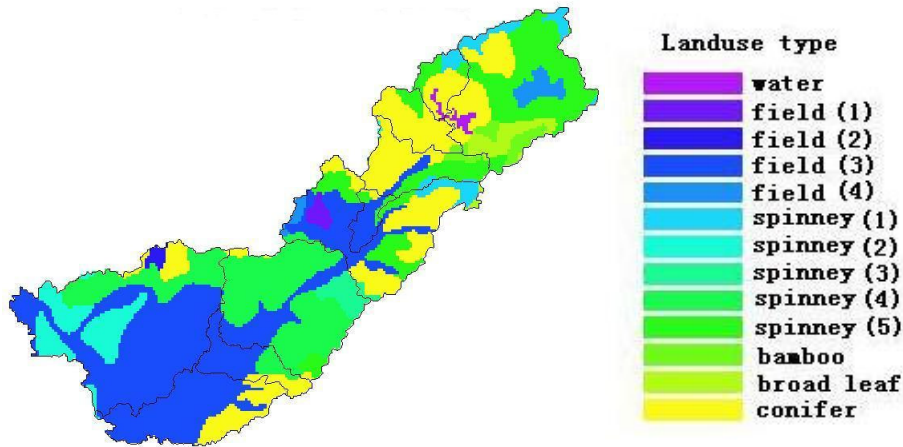 Landuse type
water
field (1)
field (2)
field (3)
field (4)
spinney (1)
spinney (2)
spinney (3)
spinney (4)
spinney (5)
bamboo
broad leaf
conifer